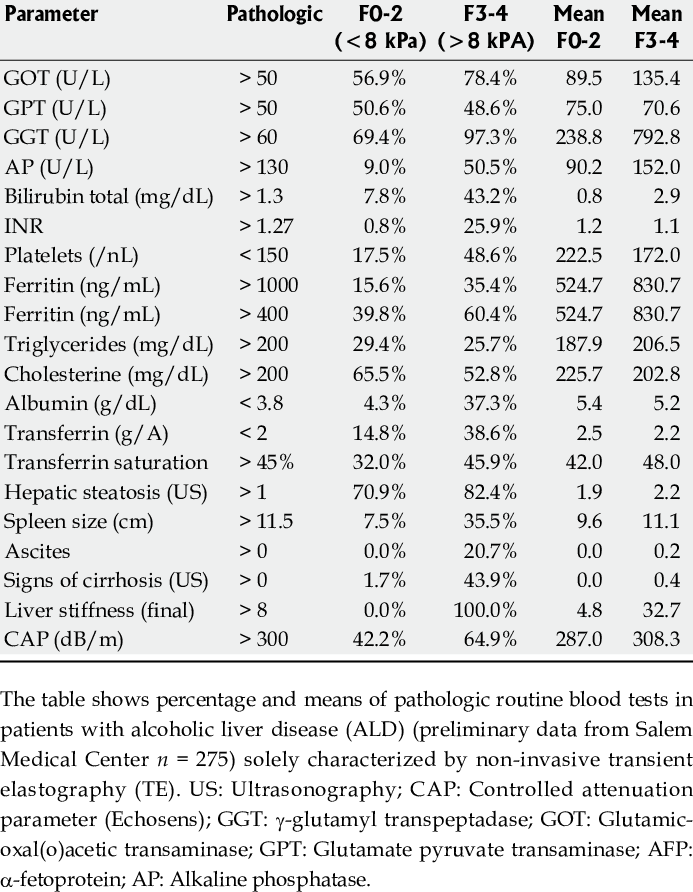 Parameter Pathologic F0-2 F3-4 Mean Mean
(<8 kPa) (>8 kPA) F0-2 F3-4
GOT (U/L) > 50 56.9% 78.4% 89.5 135.4
GPT (U/L) > 50 50.6% 48.6% 75.0 70.6
GGT (U/L) > 60 69.4% 97.3% 238.8 792.8
AP (U/L) > 130 9.0% 50.5% 90.2 152.0
Bilirubin total (mg/dL) > 1.3 7.8% 43.2% 0.8 2.9
INR > 1.27 0.8% 25.9% 1.2 1.1
Platelets (/nL) < 150 17.5% 48.6% 222.5 172.0
Ferritin (ng/mL) > 1000 15.6% 35.4% 524.7 830.7
Ferritin (ng/mL) > 400 39.8% 60.4% 524.7 830.7
Triglycerides (mg/dL) > 200 29.4% 25.7% 187.9 206.5
Cholesterine (mg/dL) > 200 65.5% 52.8% 225.7 202.8
Albumin (g/dL) < 3.8 4.3% 37.3% 5.4 5.2
Transferrin (g/A) < 2 14.8% 38.6% 2.5 2.2
Transferrin saturation > 45% 32.0% 45.9% 42.0 48.0
Hepatic steatosis (US) > 1 70.9% 82.4% 1.9 2.2
Spleen size (cm) > 11.5 7.5% 35.5% 9.6 11.1
Ascites > 0 0.0% 20.7% 0.0 0.2
Signs of cirrhosis (US) > 0 1.7% 43.9% 0.0 0.4
Liver stiffness (final) > 8 0.0% 100.0% 4.8 32.7
CAP (dB/m) > 300 42.2% 64.9% 287.0 308.3
The table shows percentage and means of pathologic routine blood tests in
patients with alcoholic liver disease (ALD) (preliminary data from Salem
Medical Center n = 275) solely characterized by non-invasive transient
elastography (TE). US: Ultrasonography; CAP: Controlled attenuation
parameter (Echosens); GGT: γ-glutamyl transpeptadase; GOT: Glutamic-
oxal(o)acetic transaminase; GPT: Glutamate pyruvate transaminase; AFP:
α-fetoprotein; AP: Alkaline phosphatase.